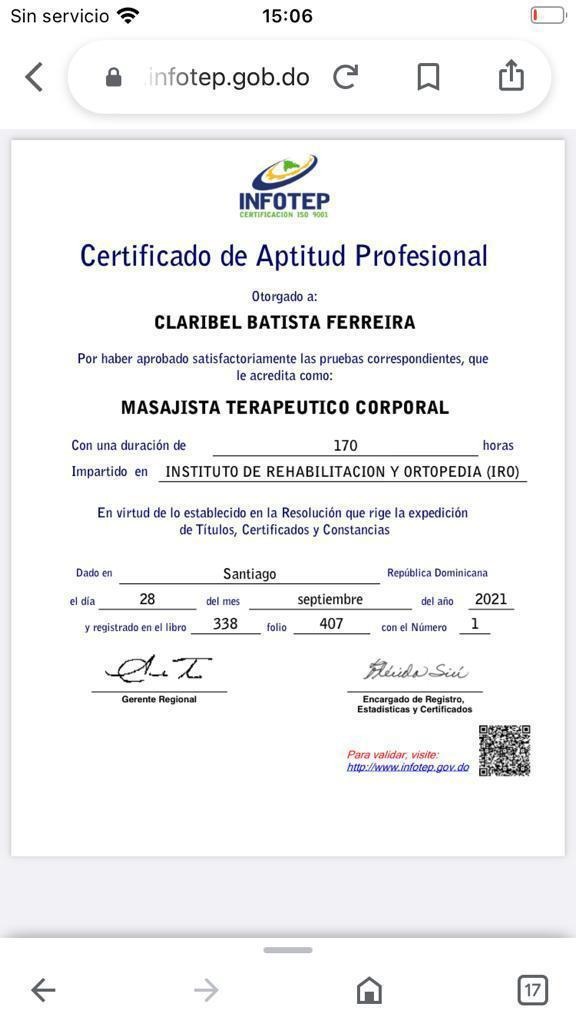 Sin servicio 15:06
infotep.gob.do
INFOTEP
CERTIFICACION ISO 9001
Certificado de Aptitud Profesional
Otorgado a:
CLARIBEL BATISTA FERREIRA
Por haber aprobado satisfactoriamente las pruebas correspondientes, que
le acredita como:
MASAJISTA TERAPEUTICO CORPORAL
Con una duración de 170 horas
Impartido en INSTITUTO DE REHABILITACION Y ORTOPEDIA (IRO)
En virtud de lo establecido en la Resolución que rige la expedición
de Títulos, Certificados y Constancias
Dado en Santiago República Dominicana
el día 28 del mes septiembre del año 2021
y registrado en el libro 338 folio 407 con el Número 1
Gerente Regional
Encargado de Registro,
Estadísticas y Certificados
Para validar, visite:
http://www.infotep.gov.do
17